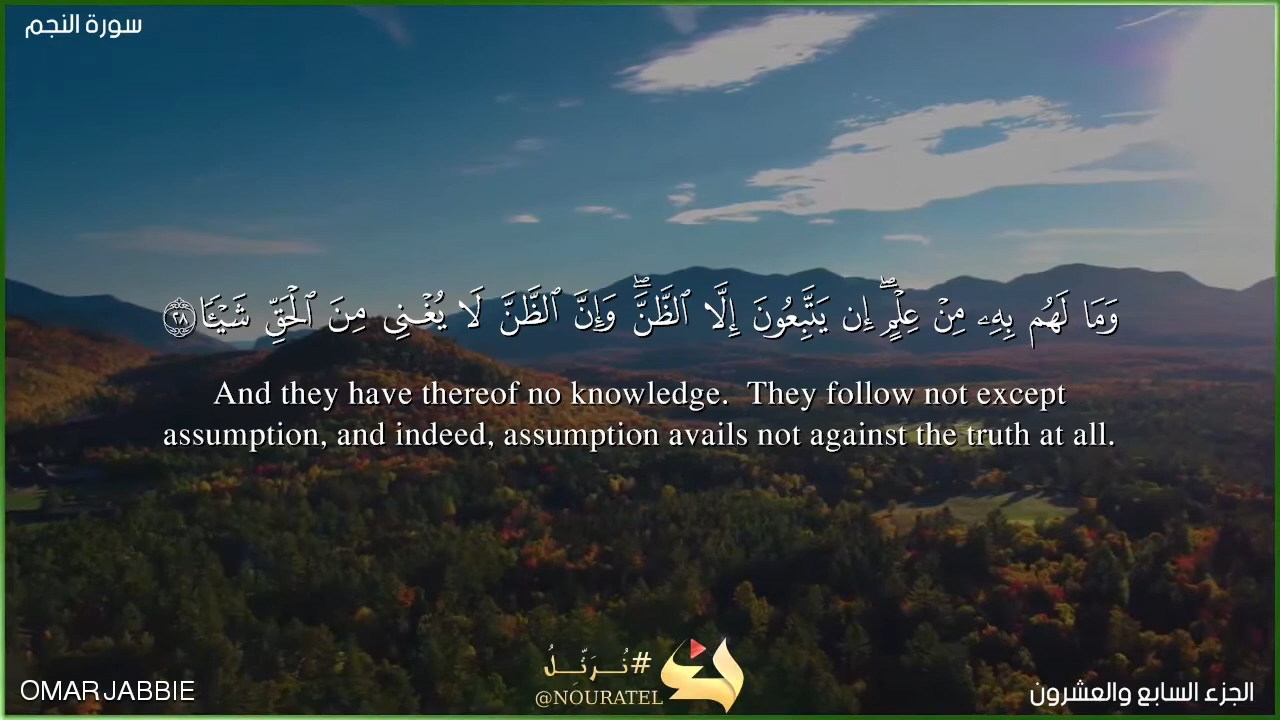 سورة النجم
وَمَا لَهُم بِهِۦ مِنْ عِلْمٍ ۖ إِن يَتَّبِعُونَ إِلَّا ٱلظَّنَّ ۖ وَإِنَّ ٱلظَّنَّ لَا يُغْنِى مِنَ ٱلْحَقِّ شَيْـًٔا ٢٨
And they have thereof no knowledge. They follow not except
assumption, and indeed, assumption avails not against the truth at all.
#نُرَتِّلُ
@NOURATEL
OMAR JABBIE
الجزء السابع والعشرون